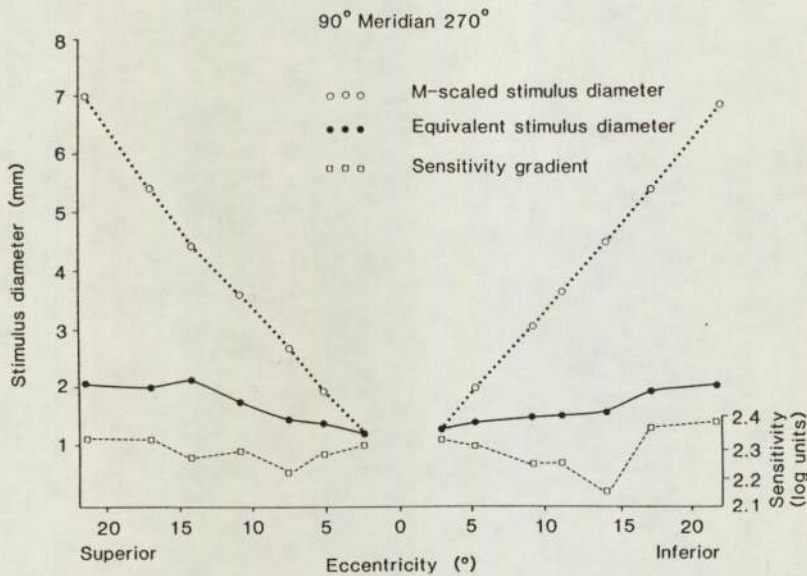 90° Meridian 270°
M-scaled stimulus diameter
Equivalent stimulus diameter
Sensitivity gradient
Stimulus diameter (mm)
8
7
6
5
4
3
2
1
2.4
2.3
2.2
2.1
Sensitivity
(log units)
20 15 10 5 0 5 10 15 20
Superior Eccentricity (°) Inferior